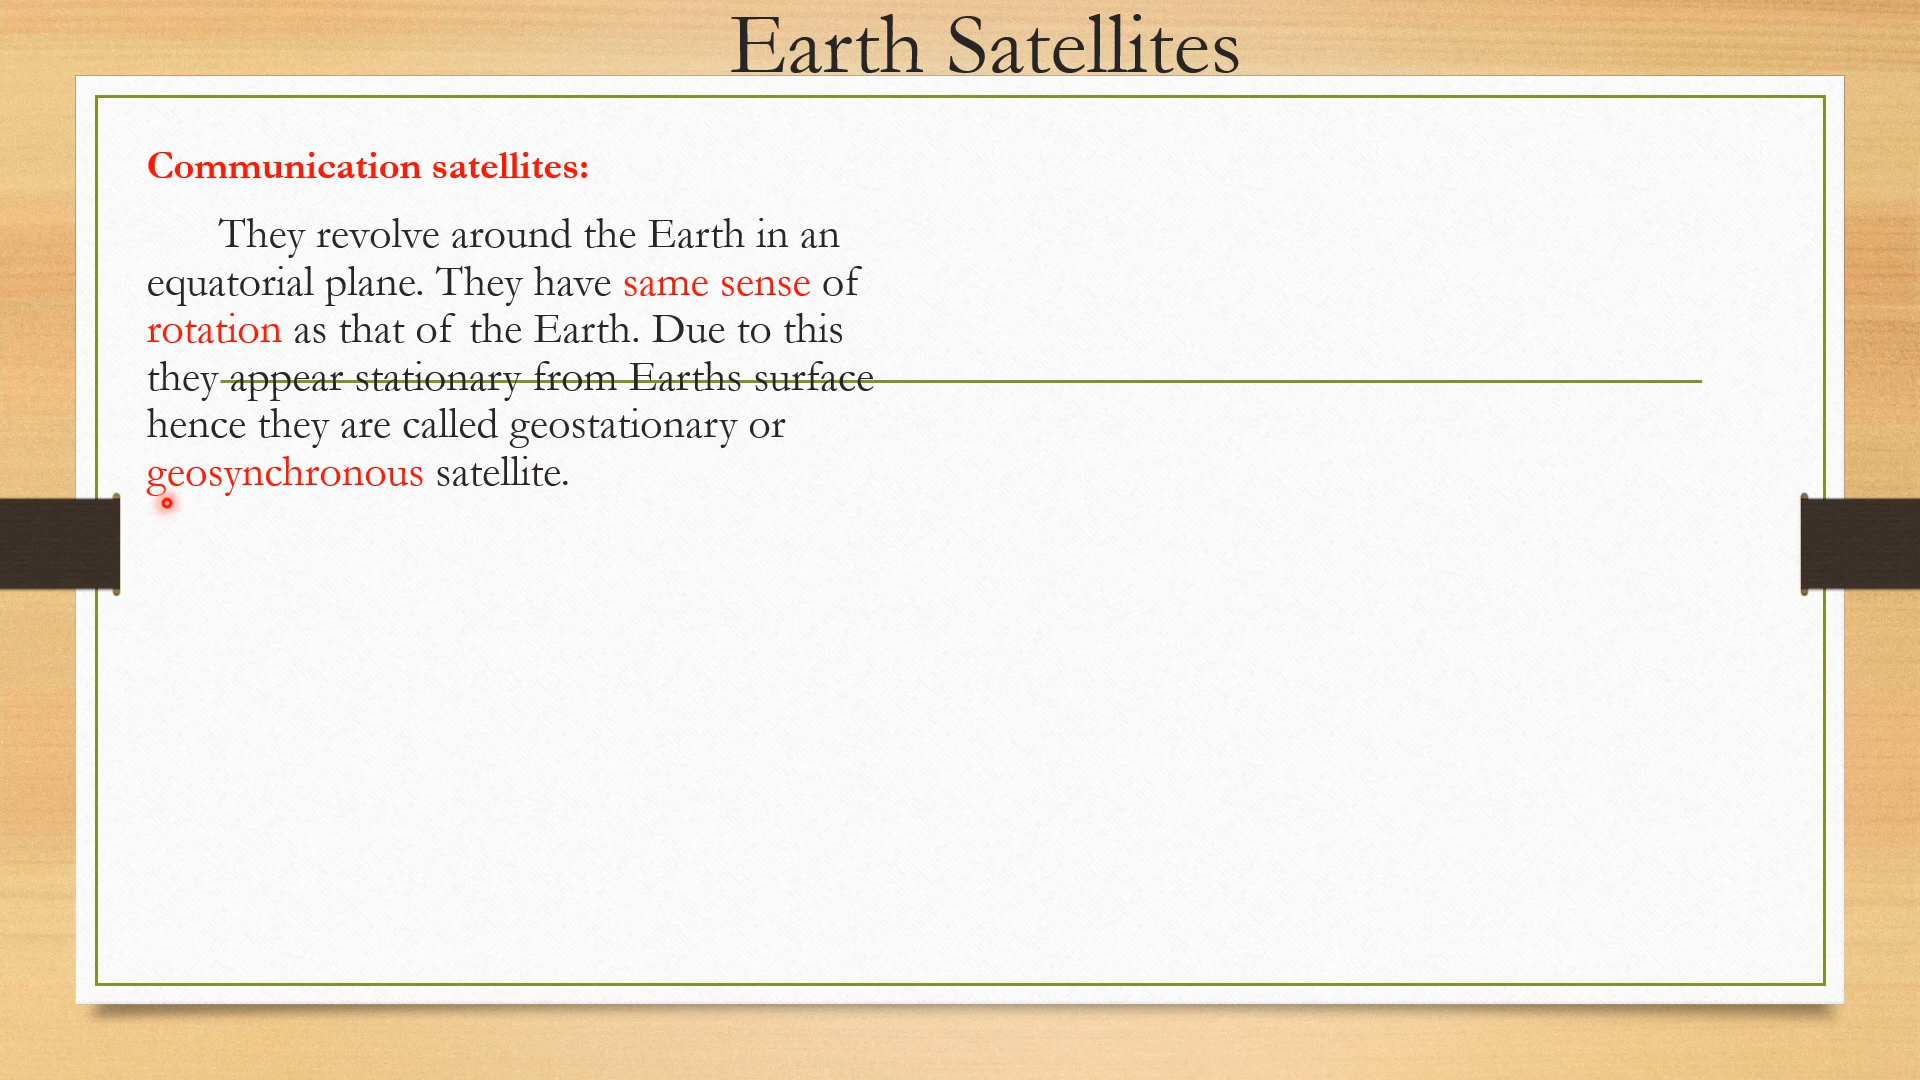 Earth Satellites
Communication satellites:
They revolve around the Earth in an
equatorial plane. They have same sense of
rotation as that of the Earth. Due to this
they appear stationary from Earths surface
hence they are called geostationary or
geosynchronous satellite.